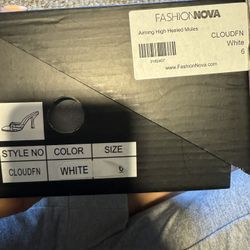 FASHIONNOVA
Aiming High Heeled Mules
CLOUDFN
White
6
www.FashionNova.com
STYLE NO COLOR SIZE
CLOUDFN WHITE 6